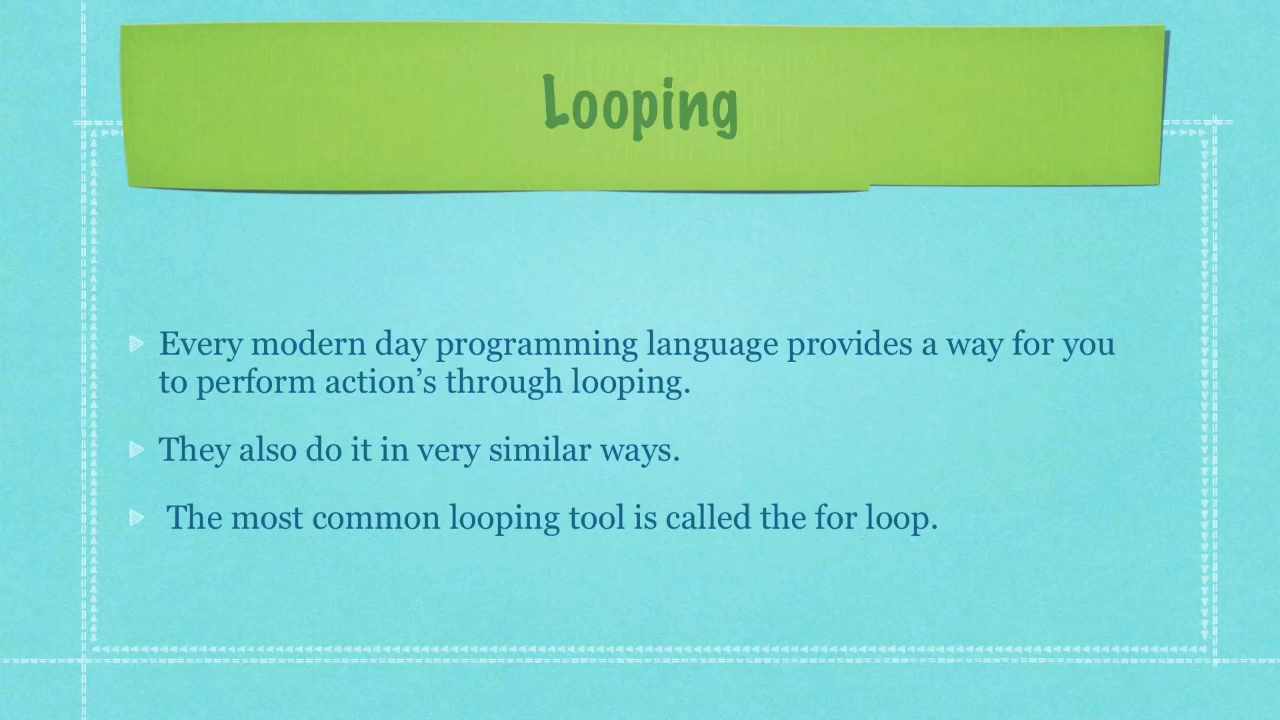 Looping
Every modern day programming language provides a way for you
to perform action’s through looping.
They also do it in very similar ways.
The most common looping tool is called the for loop.